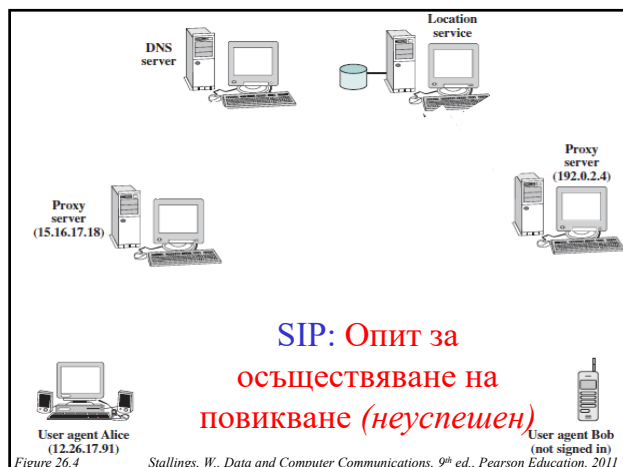 DNS
server
Location
service
Proxy
server
(192.0.2.4)
Proxy
server
(15.16.17.18)
SIP: Опит за
осъществяване на
повикване (неуспешен)
User agent Alice
(12.26.17.91)
User agent Bob
(not signed in)
Figure 26.4
Stallings, W., Data and Computer Communications, 9th ed., Pearson Education, 2011